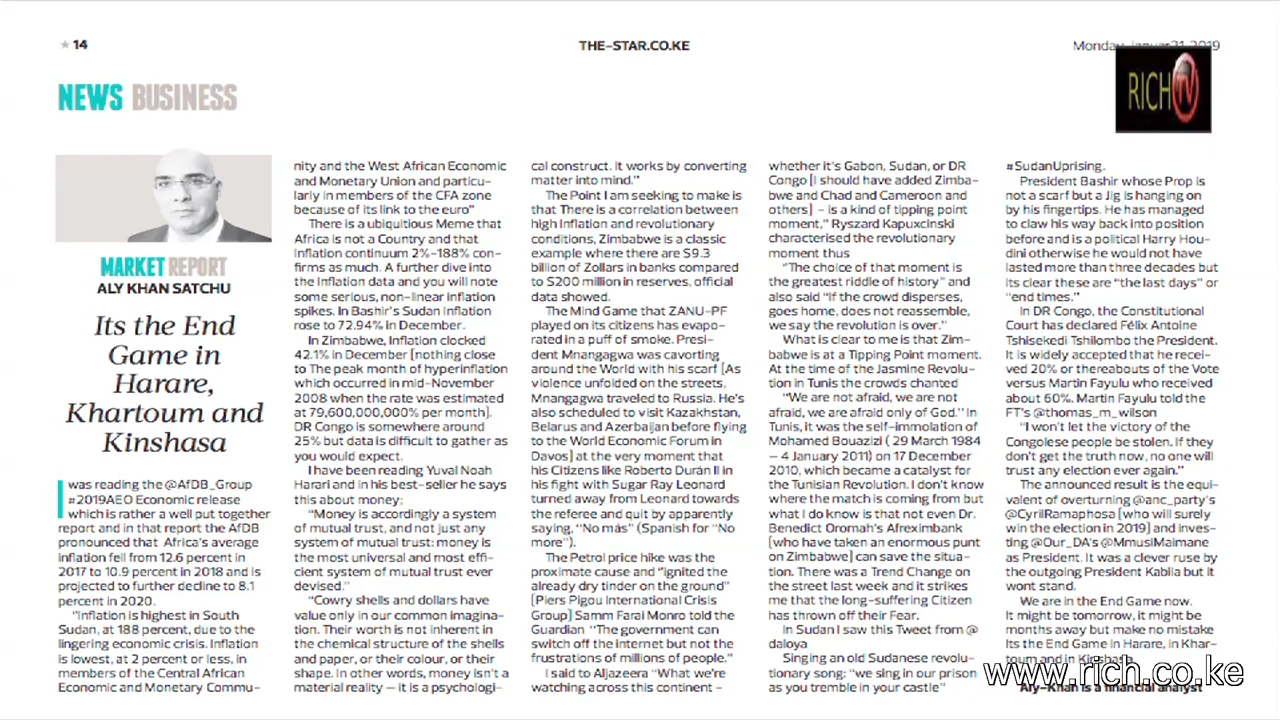 ★ 14
THE-STAR.CO.KE
Monday, 21, 2019
RICH TV
NEWS BUSINESS
MARKET REPORT
ALY KHAN SATCHU
Its the End
Game in
Harare,
Khartoum and
Kinshasa
I was reading the @AfDB_Group
#2019AEO Economic release
which is rather a well put together
report and in that report the AfDB
pronounced that Africa's average
inflation fell from 12.6 percent in
2017 to 10.9 percent in 2018 and is
projected to further decline to 8.1
percent in 2020.
"Inflation is highest in South
Sudan, at 188 percent, due to the
lingering economic crisis. Inflation
is lowest, at 2 percent or less, in
members of the Central African
Economic and Monetary Commu-
nity and the West African Economic
and Monetary Union and particu-
larly in members of the CFA zone
because of its link to the euro"
There is a ubiquitious Meme that
Africa is not a Country and that
Inflation continuum 2%-188% con-
firms as much. A further dive into
the Inflation data and you will note
some serious, non-linear inflation
spikes. In Bashir's Sudan Inflation
rose to 72.94% in December.
In Zimbabwe, Inflation clocked
42.1% in December [nothing close
to The peak month of hyperinflation
which occurred in mid-November
2008 when the rate was estimated
at 79,600,000,000% per month].
DR Congo is somewhere around
25% but data is difficult to gather as
you would expect.
I have been reading Yuval Noah
Harari and in his best-seller he says
this about money;
"Money is accordingly a system
of mutual trust, and not just any
system of mutual trust: money is
the most universal and most effi-
cient system of mutual trust ever
devised."
"Cowry shells and dollars have
value only in our common imagina-
tion. Their worth is not inherent in
the chemical structure of the shells
and paper, or their colour, or their
shape. In other words, money isn't a
material reality – it is a psychologi-
cal construct. It works by converting
matter into mind."
The Point I am seeking to make is
that There is a correlation between
high Inflation and revolutionary
conditions, Zimbabwe is a classic
example where there are $9.3
billion of Zollars in banks compared
to $200 million in reserves, official
data showed.
The Mind Game that ZANU-PF
played on its citizens has evapo-
rated in a puff of smoke. Presi-
dent Mnangagwa was cavorting
around the World with his scarf [As
violence unfolded on the streets,
Mnangagwa traveled to Russia. He's
also scheduled to visit Kazakhstan,
Belarus and Azerbaijan before flying
to the World Economic Forum in
Davos] at the very moment that
his Citizens like Roberto Durán II in
his fight with Sugar Ray Leonard
turned away from Leonard towards
the referee and quit by apparently
saying, "No más" (Spanish for "No
more").
The Petrol price hike was the
proximate cause and "ignited the
already dry tinder on the ground"
[Piers Pigou International Crisis
Group] Samm Farai Monro told the
Guardian "The government can
switch off the internet but not the
frustrations of millions of people."
I said to Aljazeera "What we're
watching across this continent –
whether it's Gabon, Sudan, or DR
Congo [I should have added Zimba-
bwe and Chad and Cameroon and
others] – is a kind of tipping point
moment," Ryszard Kapuxcinski
characterised the revolutionary
moment thus
"The choice of that moment is
the greatest riddle of history" and
also said "If the crowd disperses,
goes home, does not reassemble,
we say the revolution is over."
What is clear to me is that Zim-
babwe is at a Tipping Point moment.
At the time of the Jasmine Revolu-
tion in Tunis the crowds chanted
"We are not afraid, we are not
afraid, we are afraid only of God." In
Tunis, it was the self-immolation of
Mohamed Bouazizi ( 29 March 1984
– 4 January 2011) on 17 December
2010, which became a catalyst for
the Tunisian Revolution. I don't know
where the match is coming from but
what I do know is that not even Dr.
Benedict Oromah's Afreximbank
[who have taken an enormous punt
on Zimbabwe] can save the situa-
tion. There was a Trend Change on
the street last week and it strikes
me that the long-suffering Citizen
has thrown off their Fear.
In Sudan I saw this Tweet from @
daloya
Singing an old Sudanese revolu-
tionary song: "we sing in our prison
as you tremble in your castle"
#SudanUprising.
President Bashir whose Prop is
not a scarf but a Jig is hanging on
by his fingertips. He has managed
to claw his way back into position
before and is a political Harry Hou-
dini otherwise he would not have
lasted more than three decades but
its clear these are "the last days" or
"end times."
In DR Congo, the Constitutional
Court has declared Félix Antoine
Tshisekedi Tshilombo the President.
It is widely accepted that he recei-
ved 20% or thereabouts of the Vote
versus Martin Fayulu who received
about 60%. Martin Fayulu told the
FT's @thomas_m_wilson
"I won't let the victory of the
Congolese people be stolen. If they
don't get the truth now, no one will
trust any election ever again."
The announced result is the equi-
valent of overturning @anc_party's
@CyrilRamaphosa [who will surely
win the election in 2019] and inves-
ting @Our_DA's @MmusiMaimane
as President. It was a clever ruse by
the outgoing President Kabila but it
wont stand.
We are in the End Game now.
It might be tomorrow, it might be
months away but make no mistake
Its the End Game in Harare, in Khar-
toum and in Kinshasa.
Aly-Khan is a financial analyst
www.rich.co.ke